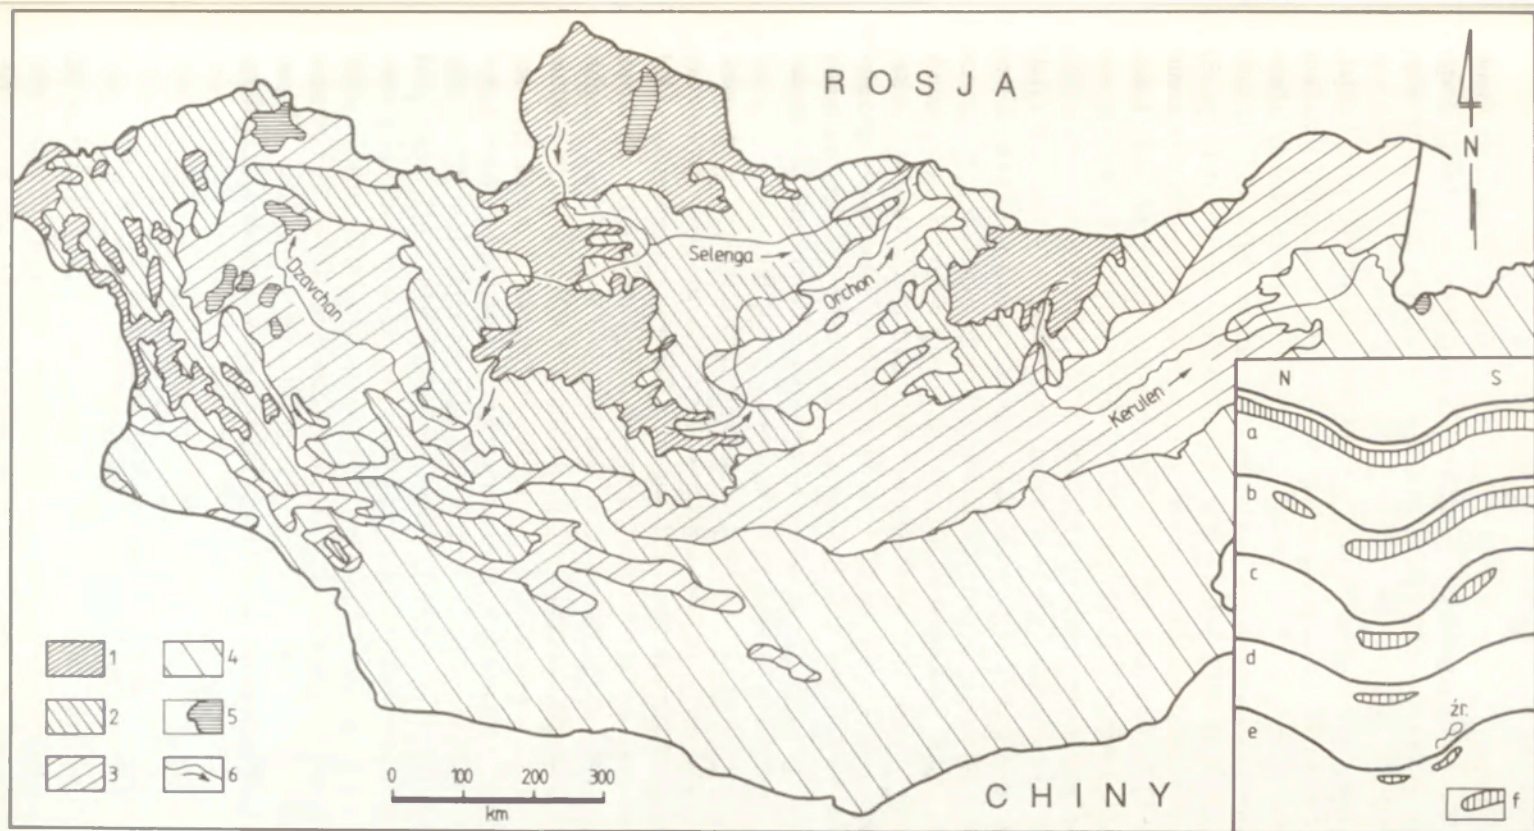 ROSJA
N
Selenga
Dzavchan
Orchon
Kerulen
N S
a
b
c
d
źr.
e
f
1 4
2 5
3 6
0 100 200 300
km
CHINY